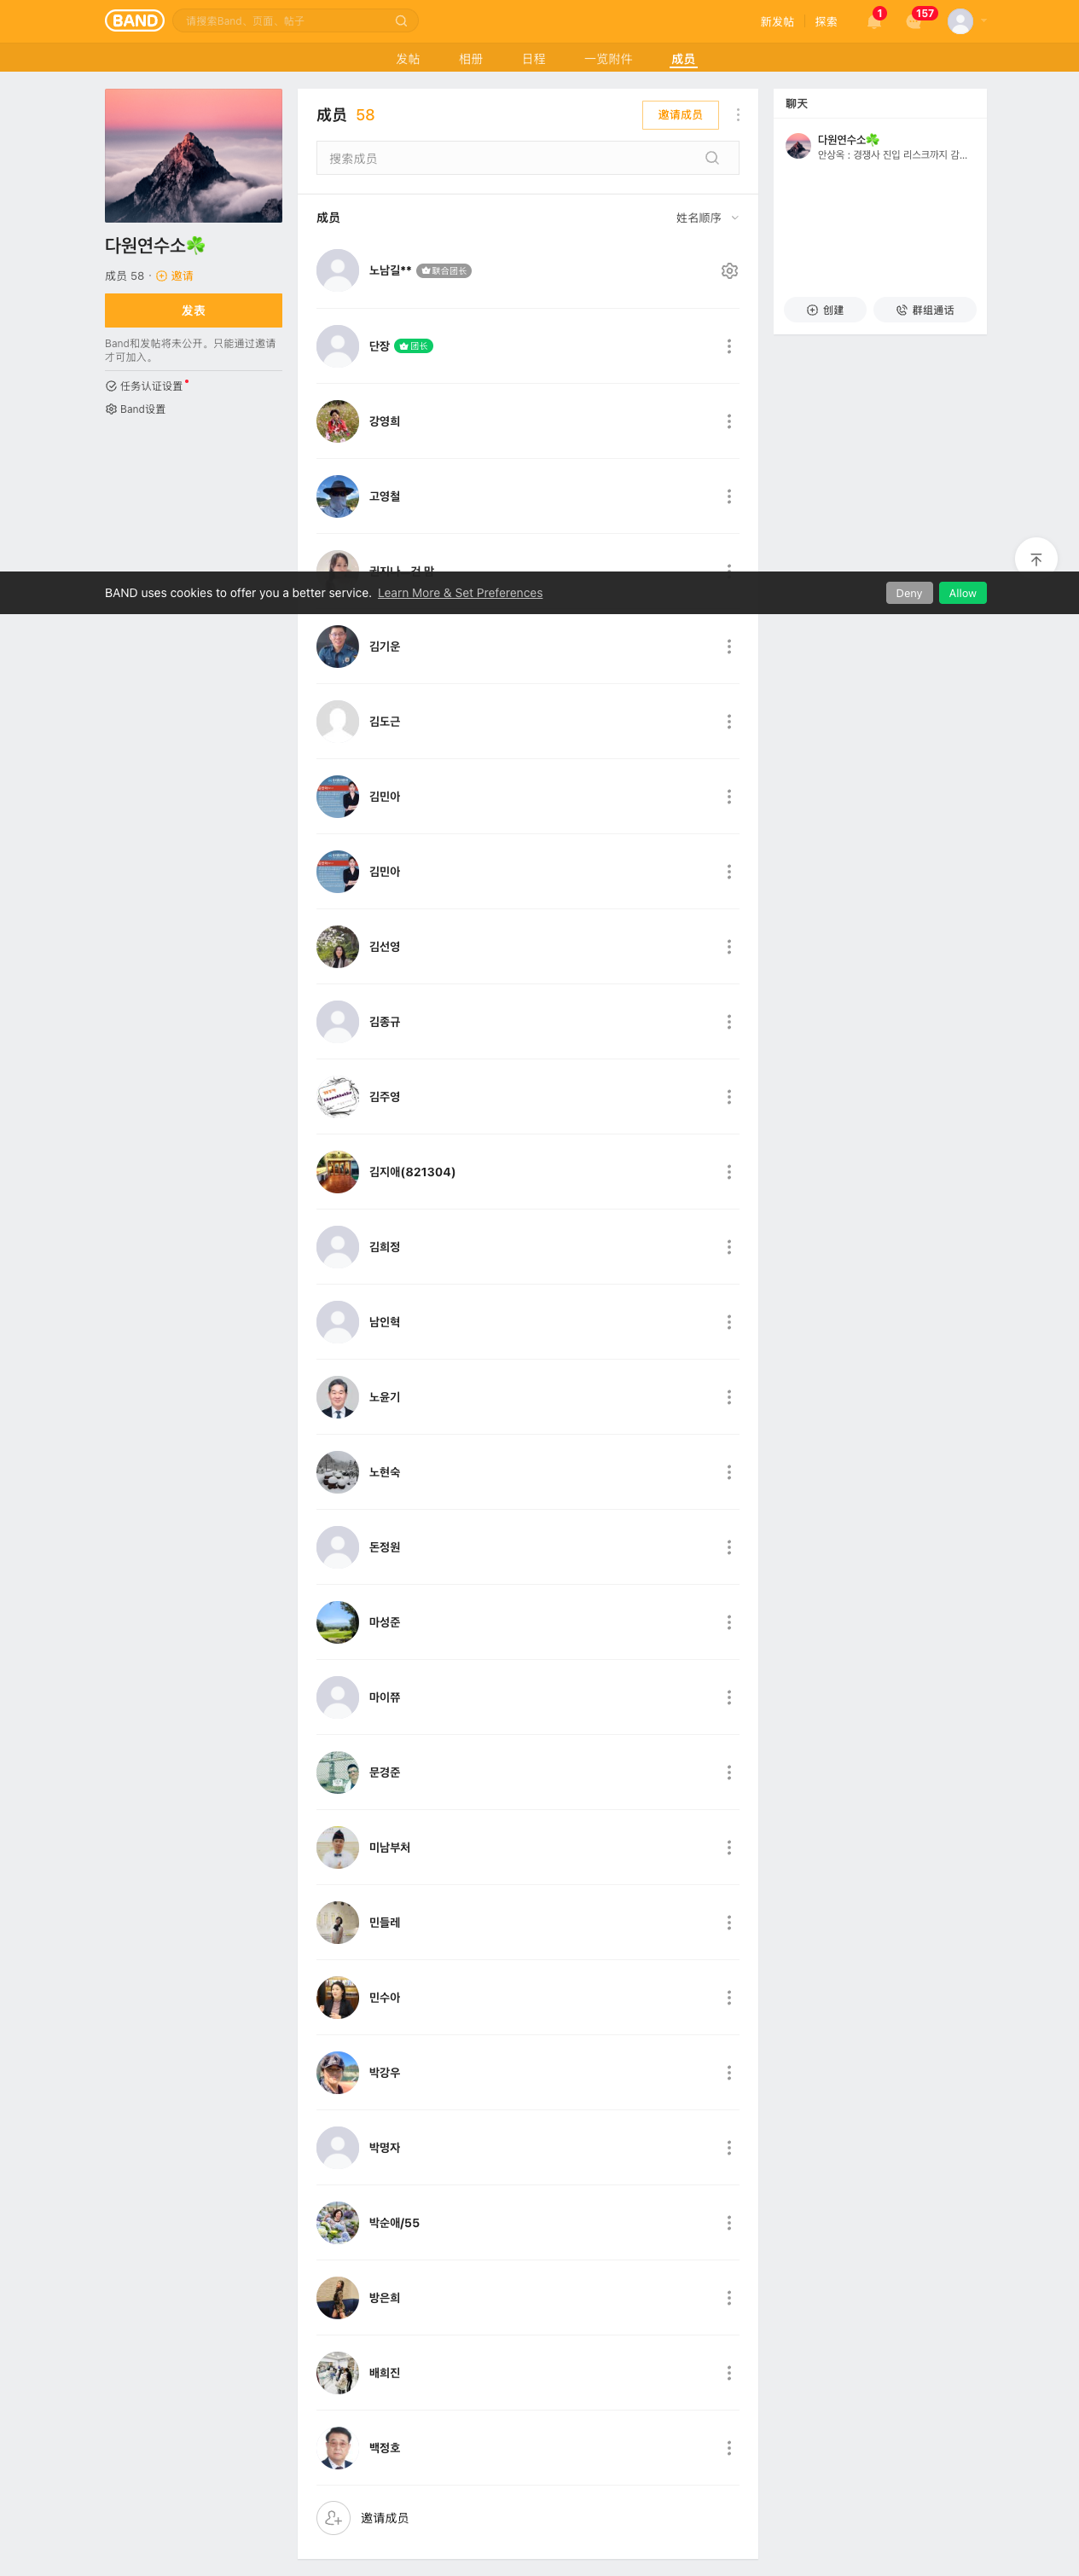 BAND
请搜索Band、页面、帖子
新发帖
探索
1
157
发帖
相册
日程
一览附件
成员
다원연수소☘️
成员 58 · 邀请
发表
Band和发帖将未公开。只能通过邀请
才可加入。
任务认证设置
Band设置
成员 58
邀请成员
搜索成员
成员
姓名顺序
노남길** 联合团长
단장 团长
강영희
고영철
김기운
김도근
김민아
김민아
김선영
김종규
김주영
김지애(821304)
김희정
남인혁
노윤기
노현숙
돈정원
마성준
마이쮸
문경준
미남부처
민들레
민수아
박강우
박명자
박순애/55
방은희
배희진
백정호
邀请成员
聊天
다원연수소☘️
안상옥 : 경쟁사 진입 리스크까지 감...
创建
群组通话
BAND uses cookies to offer you a better service. Learn More & Set Preferences
Deny
Allow